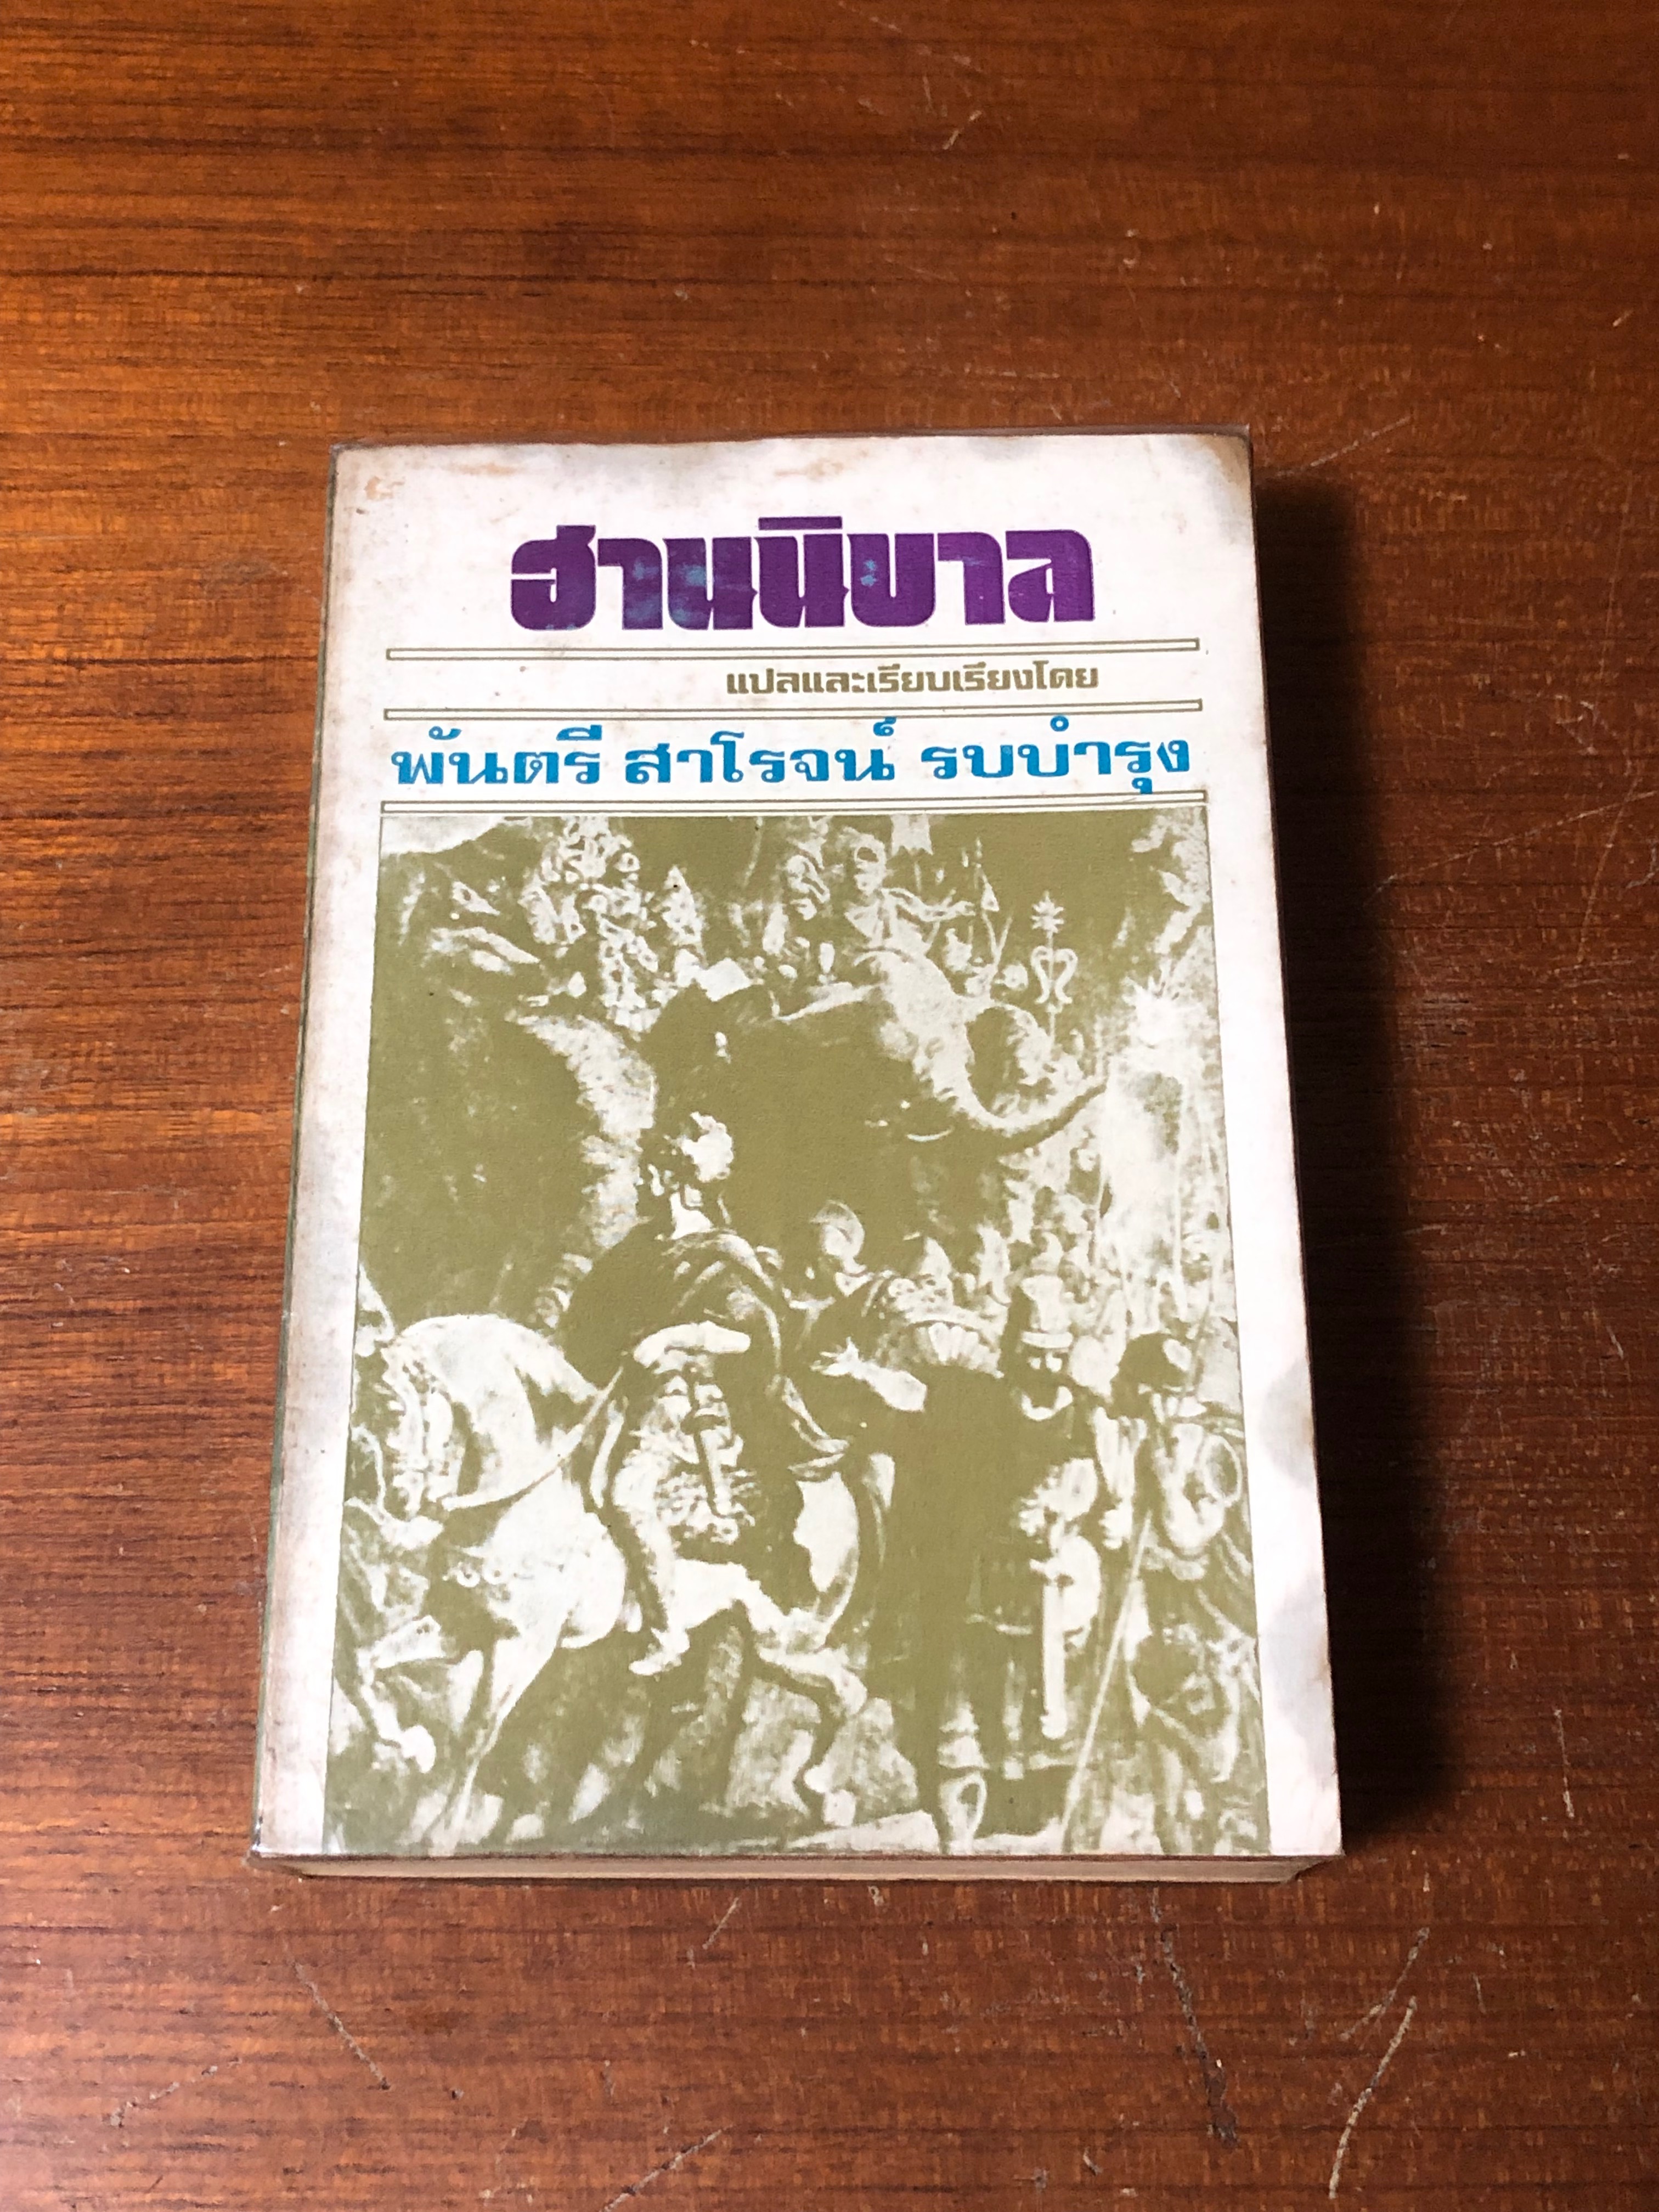 ฮานนิบาล
แปลและเรียบเรียงโดย
พันตรี สาโรจน์ รบบำรุง